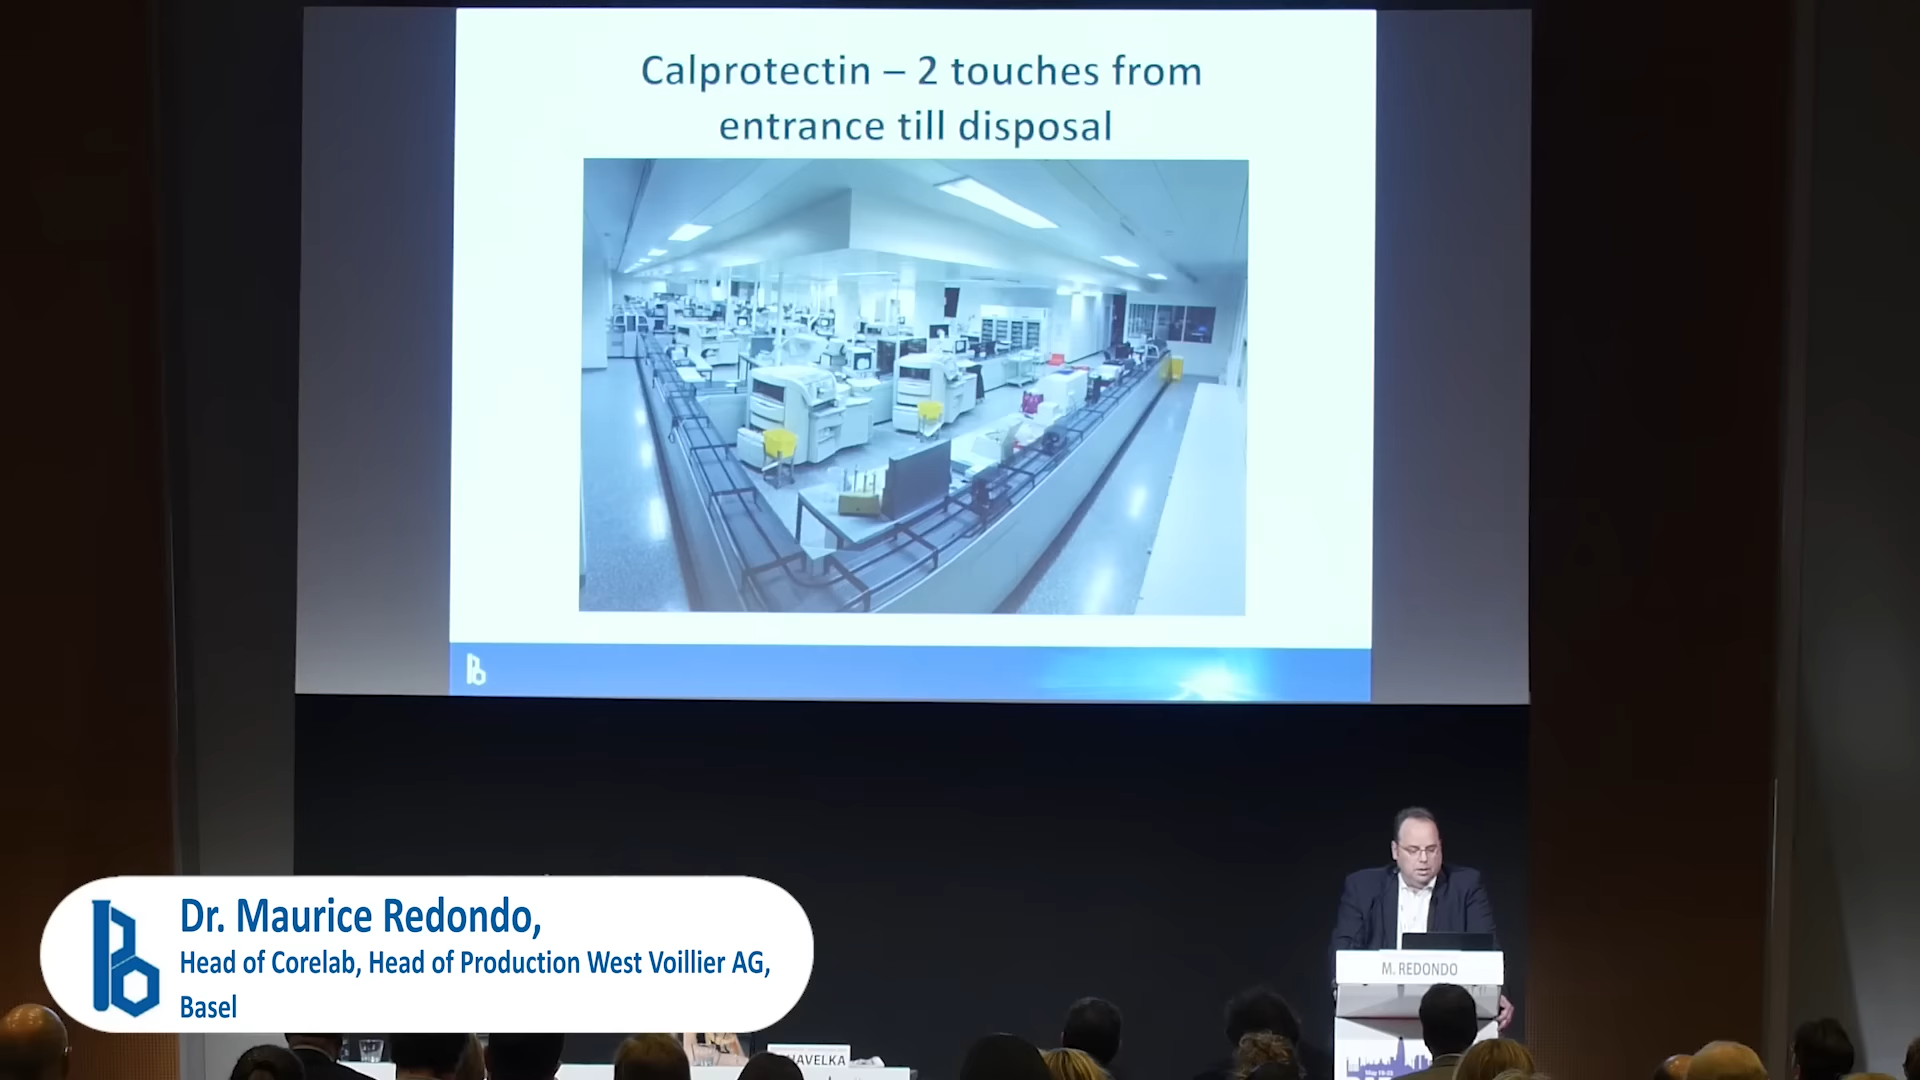 Calprotectin – 2 touches from
entrance till disposal
Dr. Maurice Redondo,
Head of Corelab, Head of Production West Voillier AG,
Basel
M. REDONDO
HAVELKA